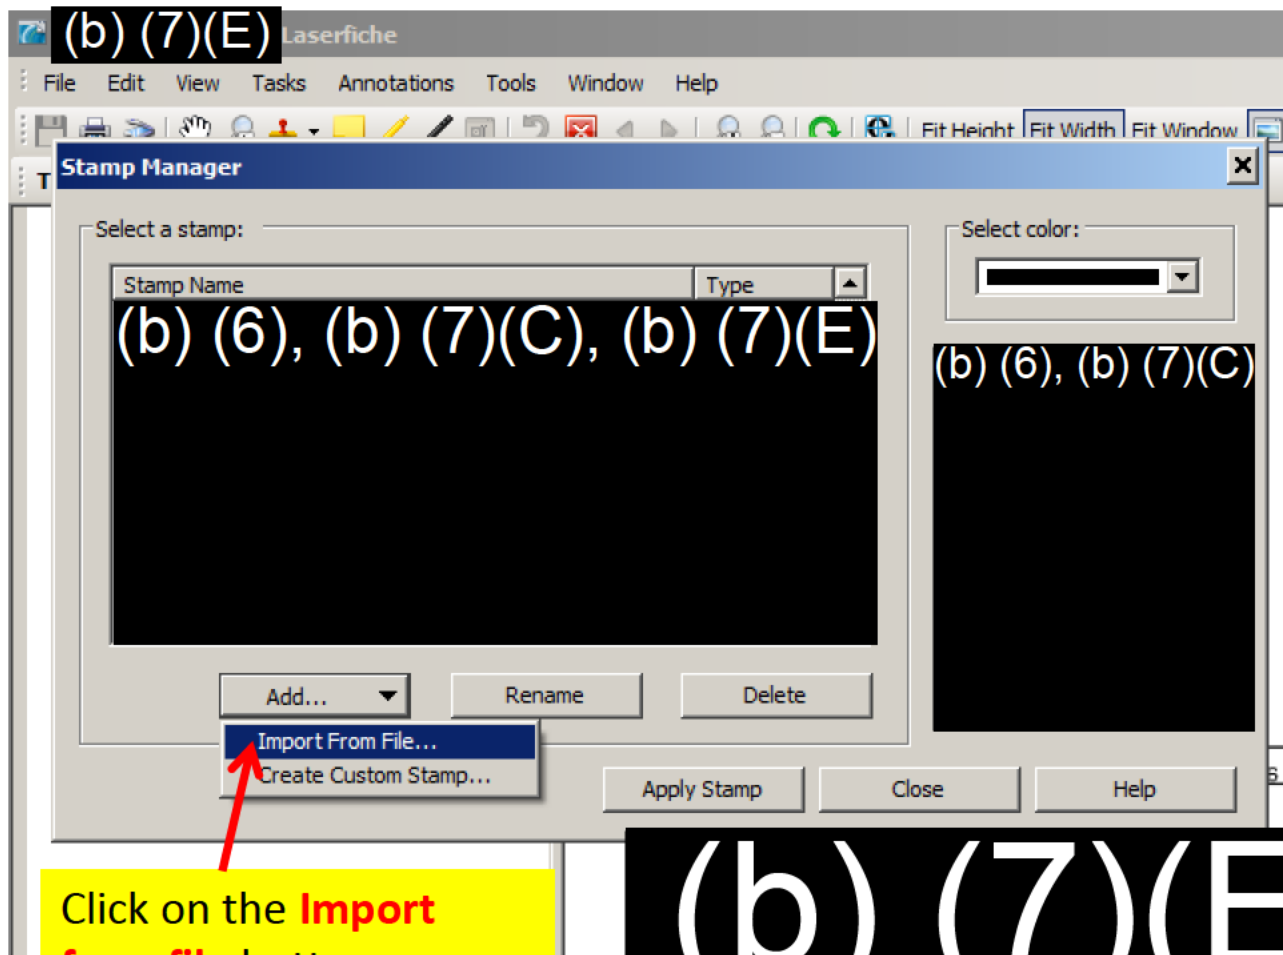 (b) (7)(E) Laserfiche
File Edit View Tasks Annotations Tools Window Help
Fit Height Fit Width Fit Window
Stamp Manager
Select a stamp:
Select color:
Stamp Name Type
(b) (6), (b) (7)(C), (b) (7)(E)
(b) (6), (b) (7)(C)
Add... Rename Delete
Import From File...
Create Custom Stamp...
Apply Stamp Close Help
(b) (7)(E
Click on the Import